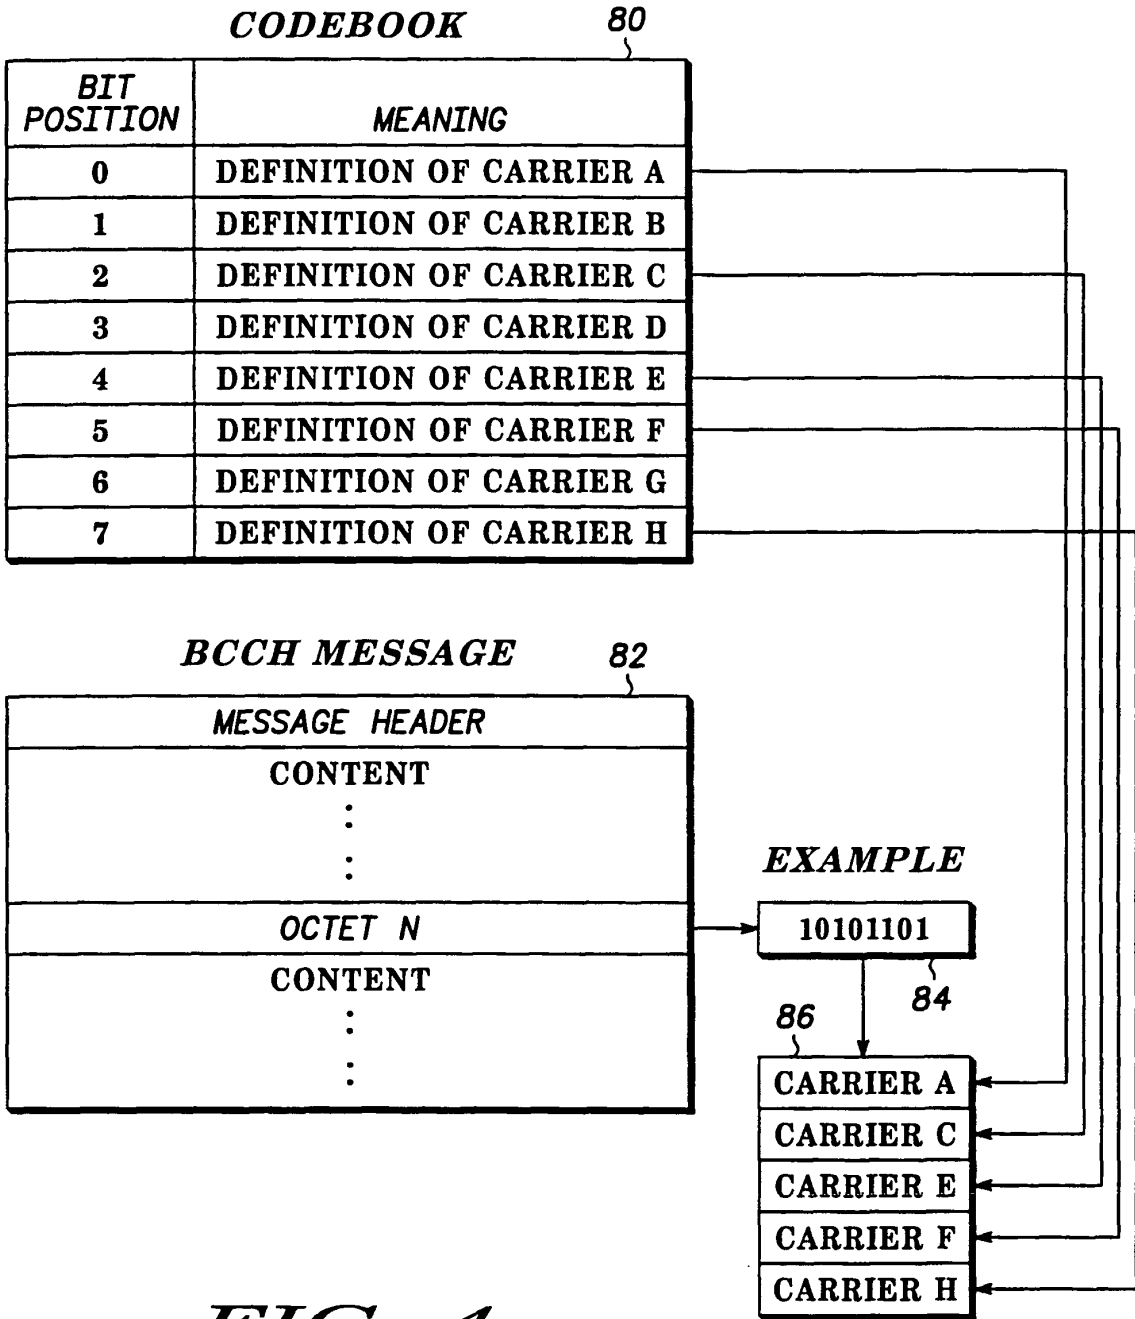 CODEBOOK
80
BIT POSITION MEANING
0 DEFINITION OF CARRIER A
1 DEFINITION OF CARRIER B
2 DEFINITION OF CARRIER C
3 DEFINITION OF CARRIER D
4 DEFINITION OF CARRIER E
5 DEFINITION OF CARRIER F
6 DEFINITION OF CARRIER G
7 DEFINITION OF CARRIER H
BCCH MESSAGE
82
MESSAGE HEADER
CONTENT
OCTET N
CONTENT
EXAMPLE
10101101
84
86
CARRIER A
CARRIER C
CARRIER E
CARRIER F
CARRIER H